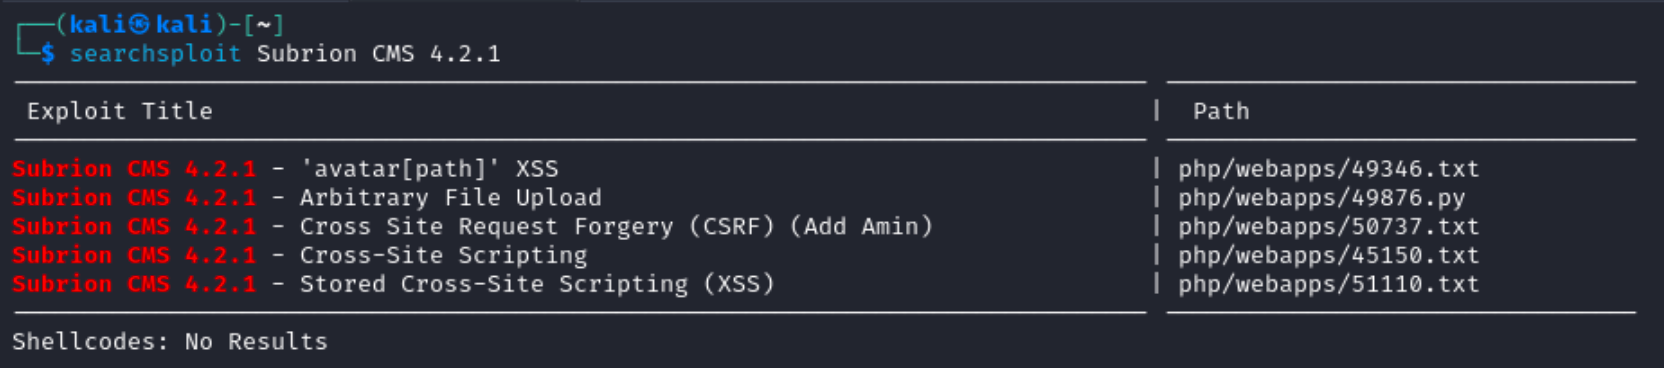 ┌──(kali㉿kali)-[~]
└─$ searchsploit Subrion CMS 4.2.1
Exploit Title | Path
Subrion CMS 4.2.1 - 'avatar[path]' XSS | php/webapps/49346.txt
Subrion CMS 4.2.1 - Arbitrary File Upload | php/webapps/49876.py
Subrion CMS 4.2.1 - Cross Site Request Forgery (CSRF) (Add Amin) | php/webapps/50737.txt
Subrion CMS 4.2.1 - Cross-Site Scripting | php/webapps/45150.txt
Subrion CMS 4.2.1 - Stored Cross-Site Scripting (XSS) | php/webapps/51110.txt
Shellcodes: No Results